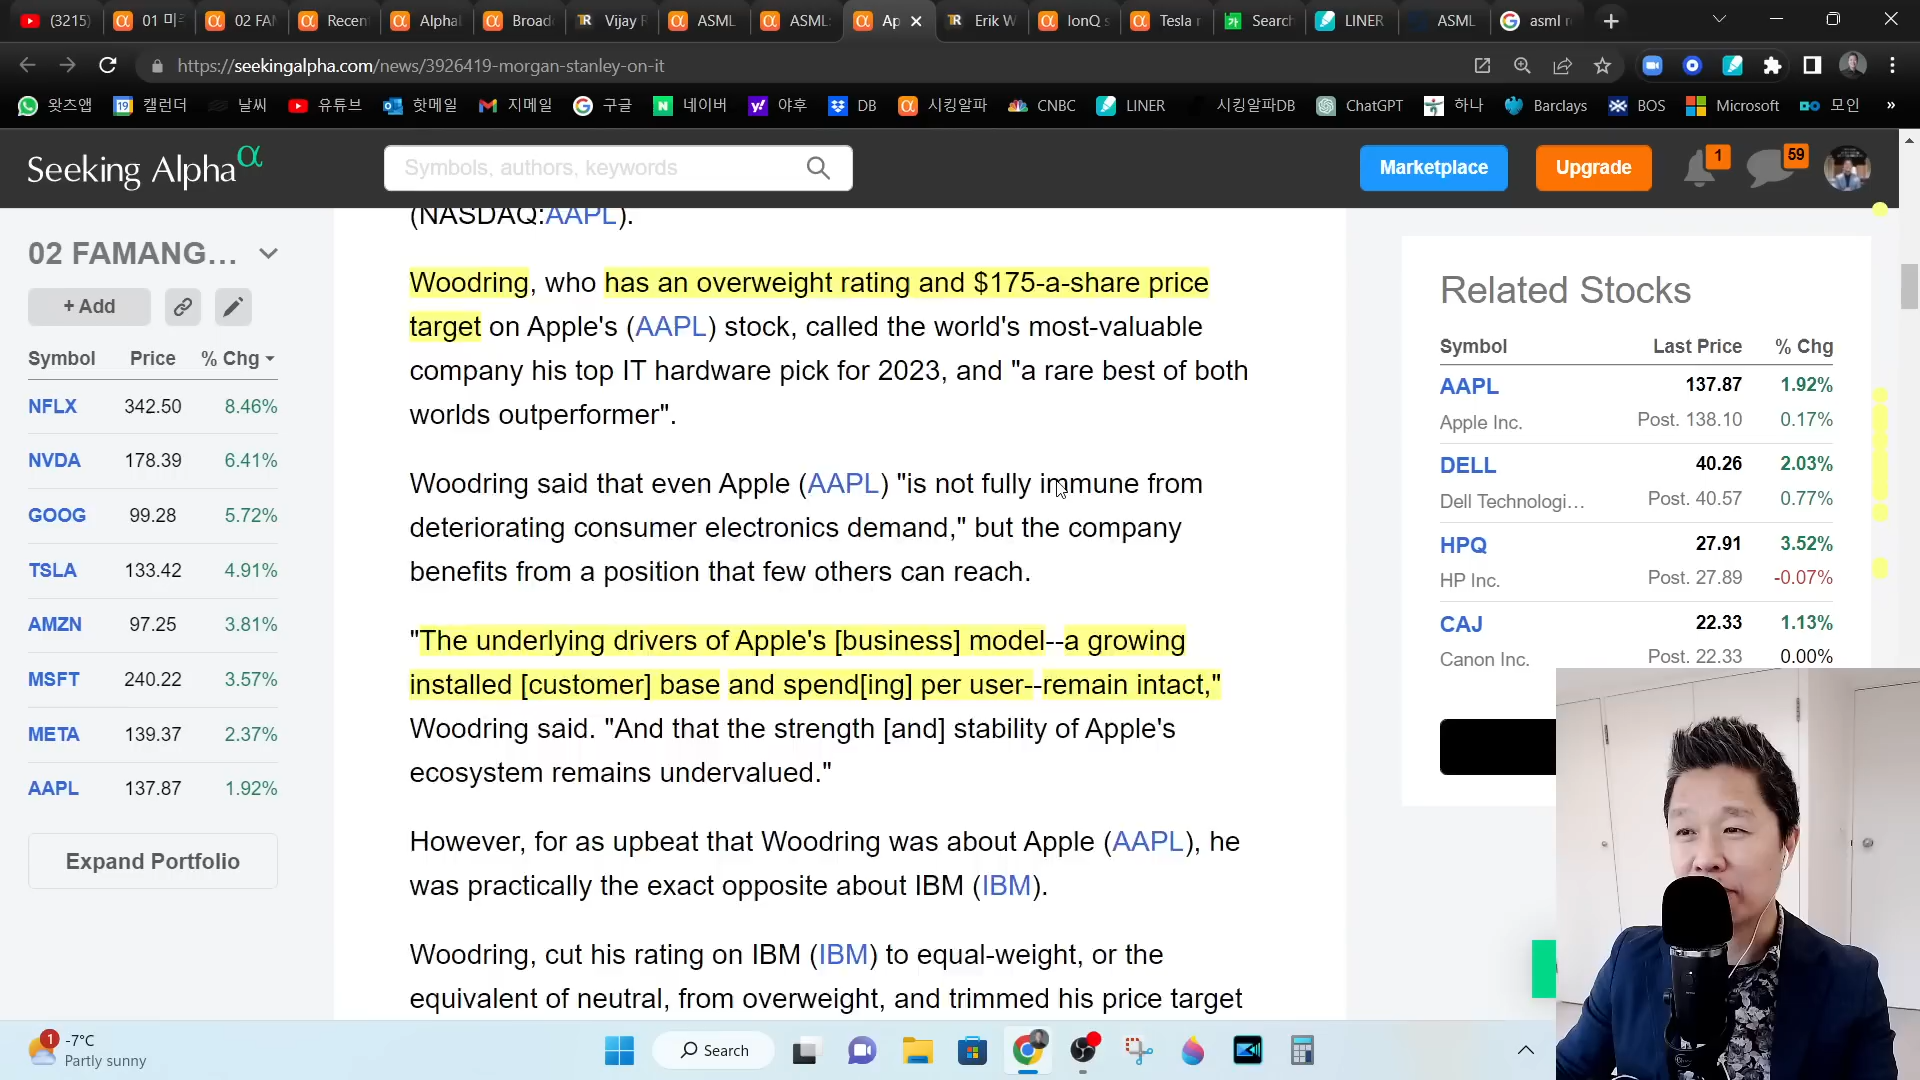 (3215)
01 미
02 FAM
Recen
Alphal
Broad
Vijay R
ASML
ASML:
Ap
Erik W
IonQ s
Tesla r
Search
LINER
ASML
asml r
https://seekingalpha.com/news/3926419-morgan-stanley-on-it
왓츠앱
19
캘린더
날씨
유튜브
핫메일
지메일
구글
네이버
야후
DB
시킹알파
CNBC
LINER
시킹알파DB
ChatGPT
하나
Barclays
BOS
Microsoft
모인
»
Seeking Alpha α
Symbols, authors, keywords
Marketplace
Upgrade
1
59
02 FAMANG...
+ Add
Symbol Price % Chg
NFLX 342.50 8.46%
NVDA 178.39 6.41%
GOOG 99.28 5.72%
TSLA 133.42 4.91%
AMZN 97.25 3.81%
MSFT 240.22 3.57%
META 139.37 2.37%
AAPL 137.87 1.92%
Expand Portfolio
(NASDAQ:AAPL).
Woodring, who has an overweight rating and $175-a-share price
target on Apple's (AAPL) stock, called the world's most-valuable
company his top IT hardware pick for 2023, and "a rare best of both
worlds outperformer".
Woodring said that even Apple (AAPL) "is not fully immune from
deteriorating consumer electronics demand," but the company
benefits from a position that few others can reach.
"The underlying drivers of Apple's [business] model--a growing
installed [customer] base and spend[ing] per user--remain intact,"
Woodring said. "And that the strength [and] stability of Apple's
ecosystem remains undervalued."
However, for as upbeat that Woodring was about Apple (AAPL), he
was practically the exact opposite about IBM (IBM).
Woodring, cut his rating on IBM (IBM) to equal-weight, or the
equivalent of neutral, from overweight, and trimmed his price target
Related Stocks
Symbol Last Price % Chg
AAPL 137.87 1.92%
Apple Inc. Post. 138.10 0.17%
DELL 40.26 2.03%
Dell Technologi... Post. 40.57 0.77%
HPQ 27.91 3.52%
HP Inc. Post. 27.89 -0.07%
CAJ 22.33 1.13%
Canon Inc. Post. 22.33 0.00%
1
-7°C
Partly sunny
Search